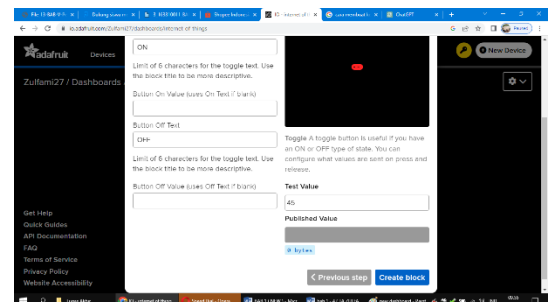 io.adafruit.com/Zulfami27/dashboards/internet-of-things
Paused
adafruit
Devices
New Device
Zulfami27 / Dashboards
ON
Limit of 6 characters for the toggle text. Use
the block title to be more descriptive.
Button On Value (uses On Text if blank)
Button Off Text
OFF
Limit of 6 characters for the toggle text. Use
the block title to be more descriptive.
Button Off Value (uses Off Text if blank)
Toggle A toggle button is useful if you have
an ON or OFF type of state. You can
configure what values are sent on press and
release.
Test Value
45
Published Value
bytes
Previous step
Create block
Get Help
Quick Guides
API Documentation
FAQ
Terms of Service
Privacy Policy
Website Accessibility